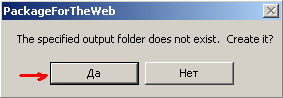 PackageForTheWeb
The specified output folder does not exist. Create it?
Да
Нет